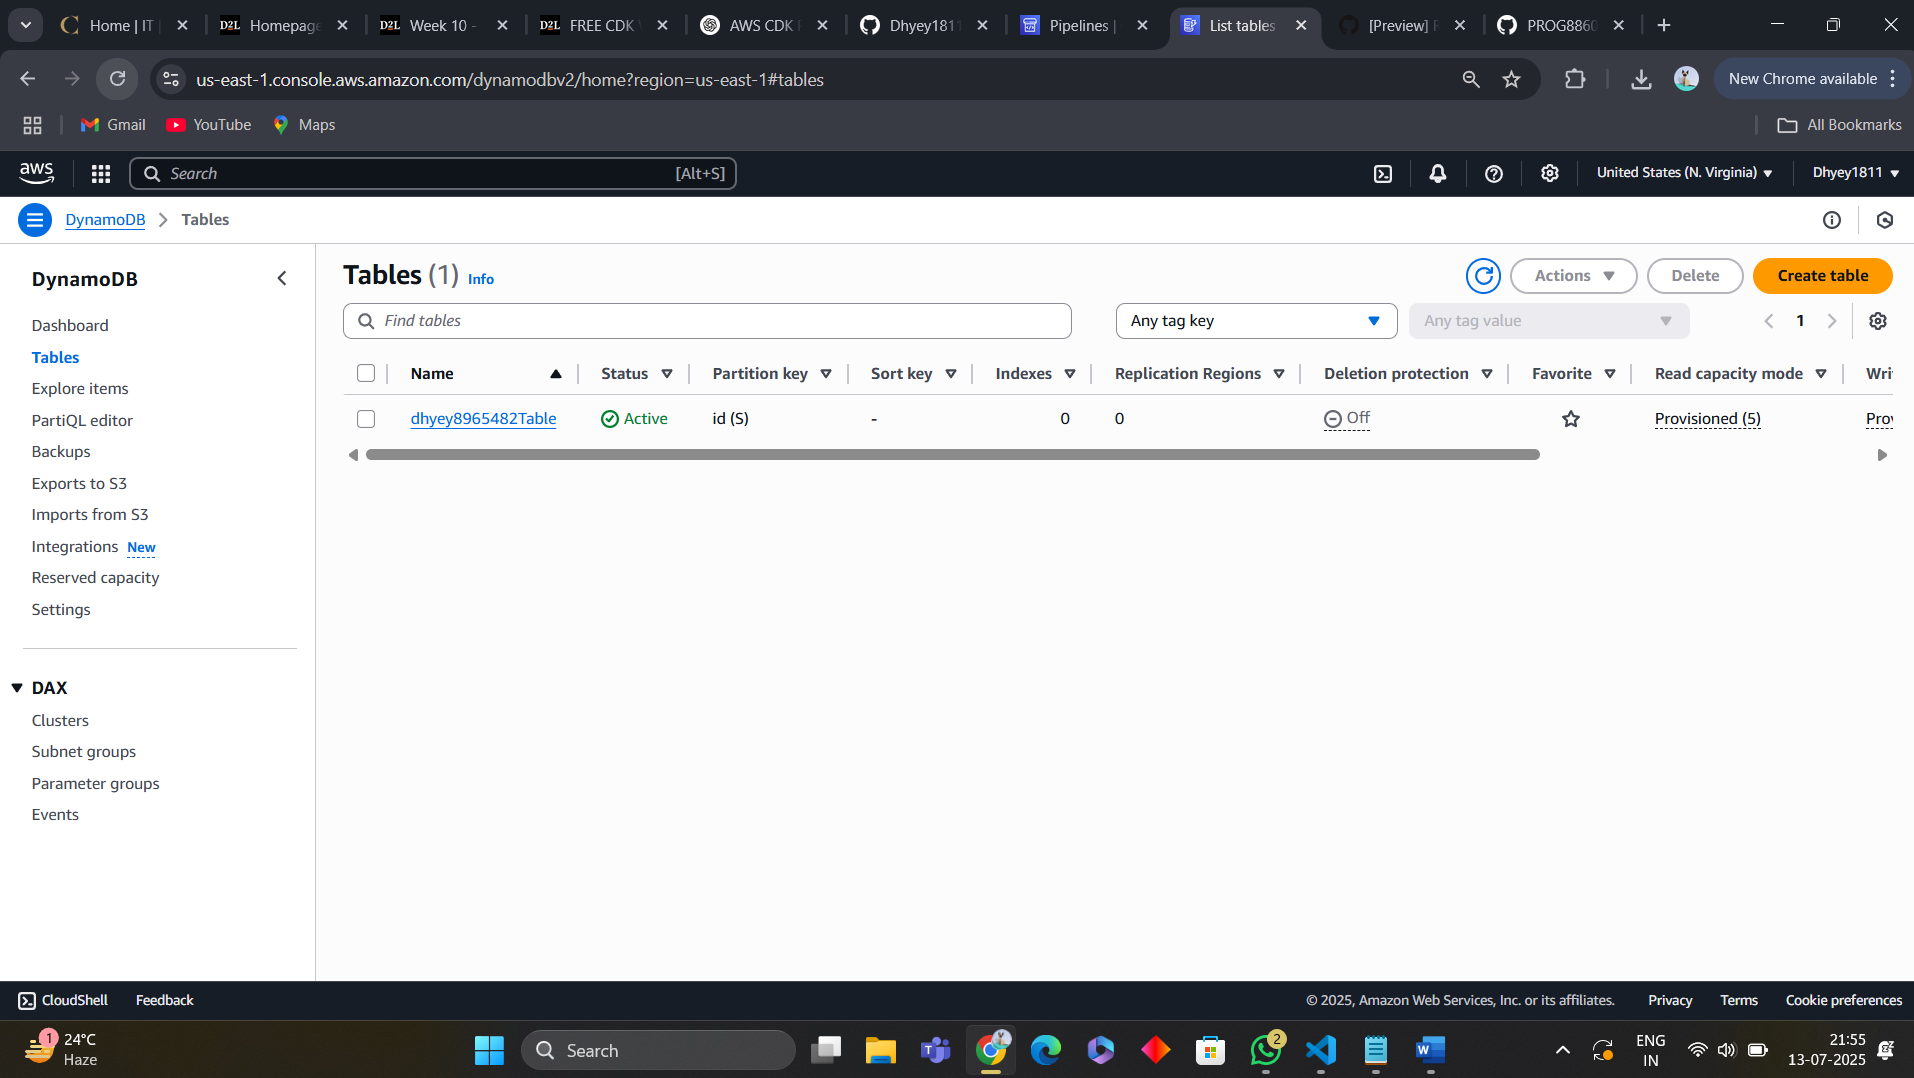 Home | IT
Homepage
Week 10 -
FREE CDK
AWS CDK
Dhyey181
Pipelines |
List tables
[Preview]
PROG8860
us-east-1.console.aws.amazon.com/dynamodbv2/home?region=us-east-1#tables
New Chrome available
Gmail
YouTube
Maps
All Bookmarks
aws
Search
[Alt+S]
United States (N. Virginia)
Dhyey1811
DynamoDB
Tables
DynamoDB
Dashboard
Tables
Explore items
PartiQL editor
Backups
Exports to S3
Imports from S3
Integrations New
Reserved capacity
Settings
DAX
Clusters
Subnet groups
Parameter groups
Events
Tables (1) Info
Actions
Delete
Create table
Find tables
Any tag key
Any tag value
1
Name Status Partition key Sort key Indexes Replication Regions Deletion protection Favorite Read capacity mode Wri
dhyey8965482Table Active id (S) - 0 0 Off Provisioned (5) Prov
CloudShell
Feedback
© 2025, Amazon Web Services, Inc. or its affiliates.
Privacy
Terms
Cookie preferences
1
24°C
Haze
Search
2
ENG
IN
21:55
13-07-2025